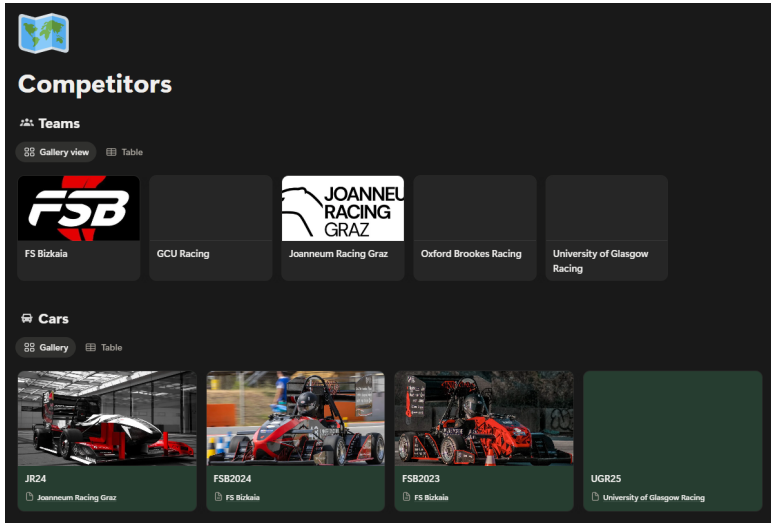 Competitors
Teams
Gallery view
Table
FSB
JOANNEU
RACING
GRAZ
FS Bizkaia
GCU Racing
Joanneum Racing Graz
Oxford Brookes Racing
University of Glasgow
Racing
Cars
Gallery
Table
JR24
FSB2024
FSB2023
UGR25
Joanneum Racing Graz
FS Bizkaia
FS Bizkaia
University of Glasgow Racing